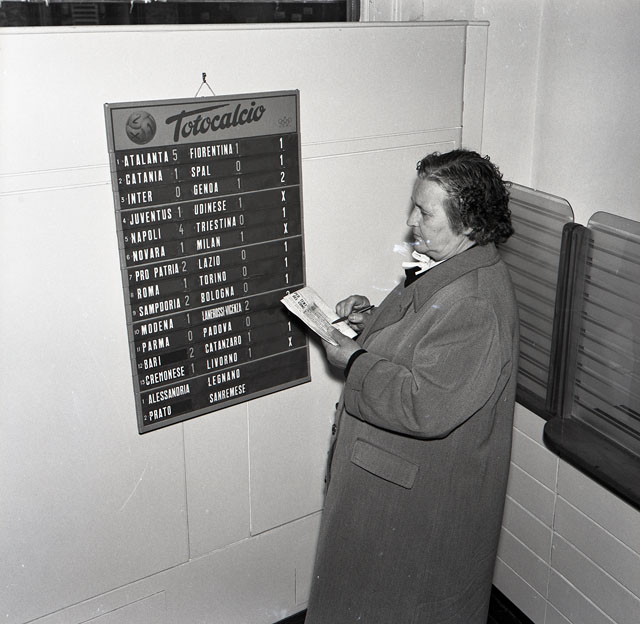 Totocalcio
1 ATALANTA 5 FIORENTINA 1 1
2 CATANIA 1 SPAL 0 1
3 INTER 0 GENOA 1 2
4 JUVENTUS 1 UDINESE 1 X
5 NAPOLI 4 TRIESTINA 0 1
6 NOVARA 1 MILAN 1 X
7 PRO PATRIA 2 LAZIO 0 1
8 ROMA 1 TORINO 0 1
9 SAMPDORIA 2 BOLOGNA 0 1
10 MODENA 1 LANEROSSI-VICENZA 2 2
11 PARMA 0 PADOVA 0
12 BARI 2 CATANZARO 1 1
13 CREMONESE 1 LIVORNO 1 X
1 ALESSANDRIA LEGNANO
2 PRATO SANREMESE